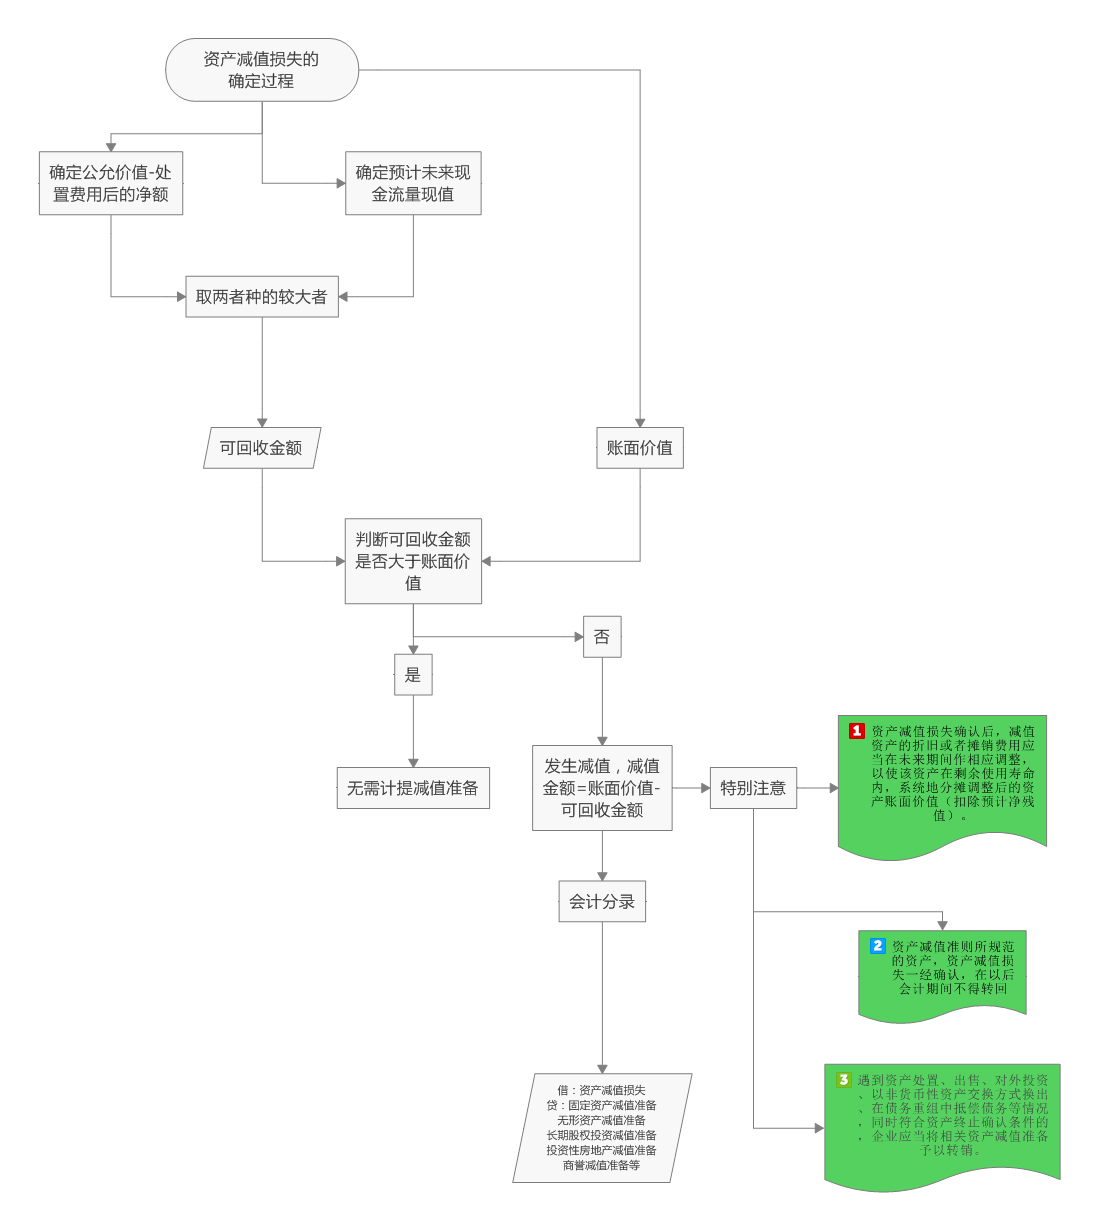 资产减值损失的
确定过程
确定公允价值-处
置费用后的净额
确定预计未来现
金流量现值
取两者种的较大者
可回收金额
账面价值
判断可回收金额
是否大于账面价
值
否
是
无需计提减值准备
发生减值，减值
金额=账面价值-
可回收金额
特别注意
1 资产减值损失确认后，减值
资产的折旧或者摊销费用应
当在未来期间作相应调整，
以使该资产在剩余使用寿命
内，系统地分摊调整后的资
产账面价值（扣除预计净残
值）。
会计分录
2 资产减值准则所规范
的资产，资产减值损
失一经确认，在以后
会计期间不得转回
3 遇到资产处置、出售、对外投资
、以非货币性资产交换方式换出
、在债务重组中抵偿债务等情况
，同时符合资产终止确认条件的
，企业应当将相关资产减值准备
予以转销。
借：资产减值损失
贷：固定资产减值准备
无形资产减值准备
长期股权投资减值准备
投资性房地产减值准备
商誉减值准备等